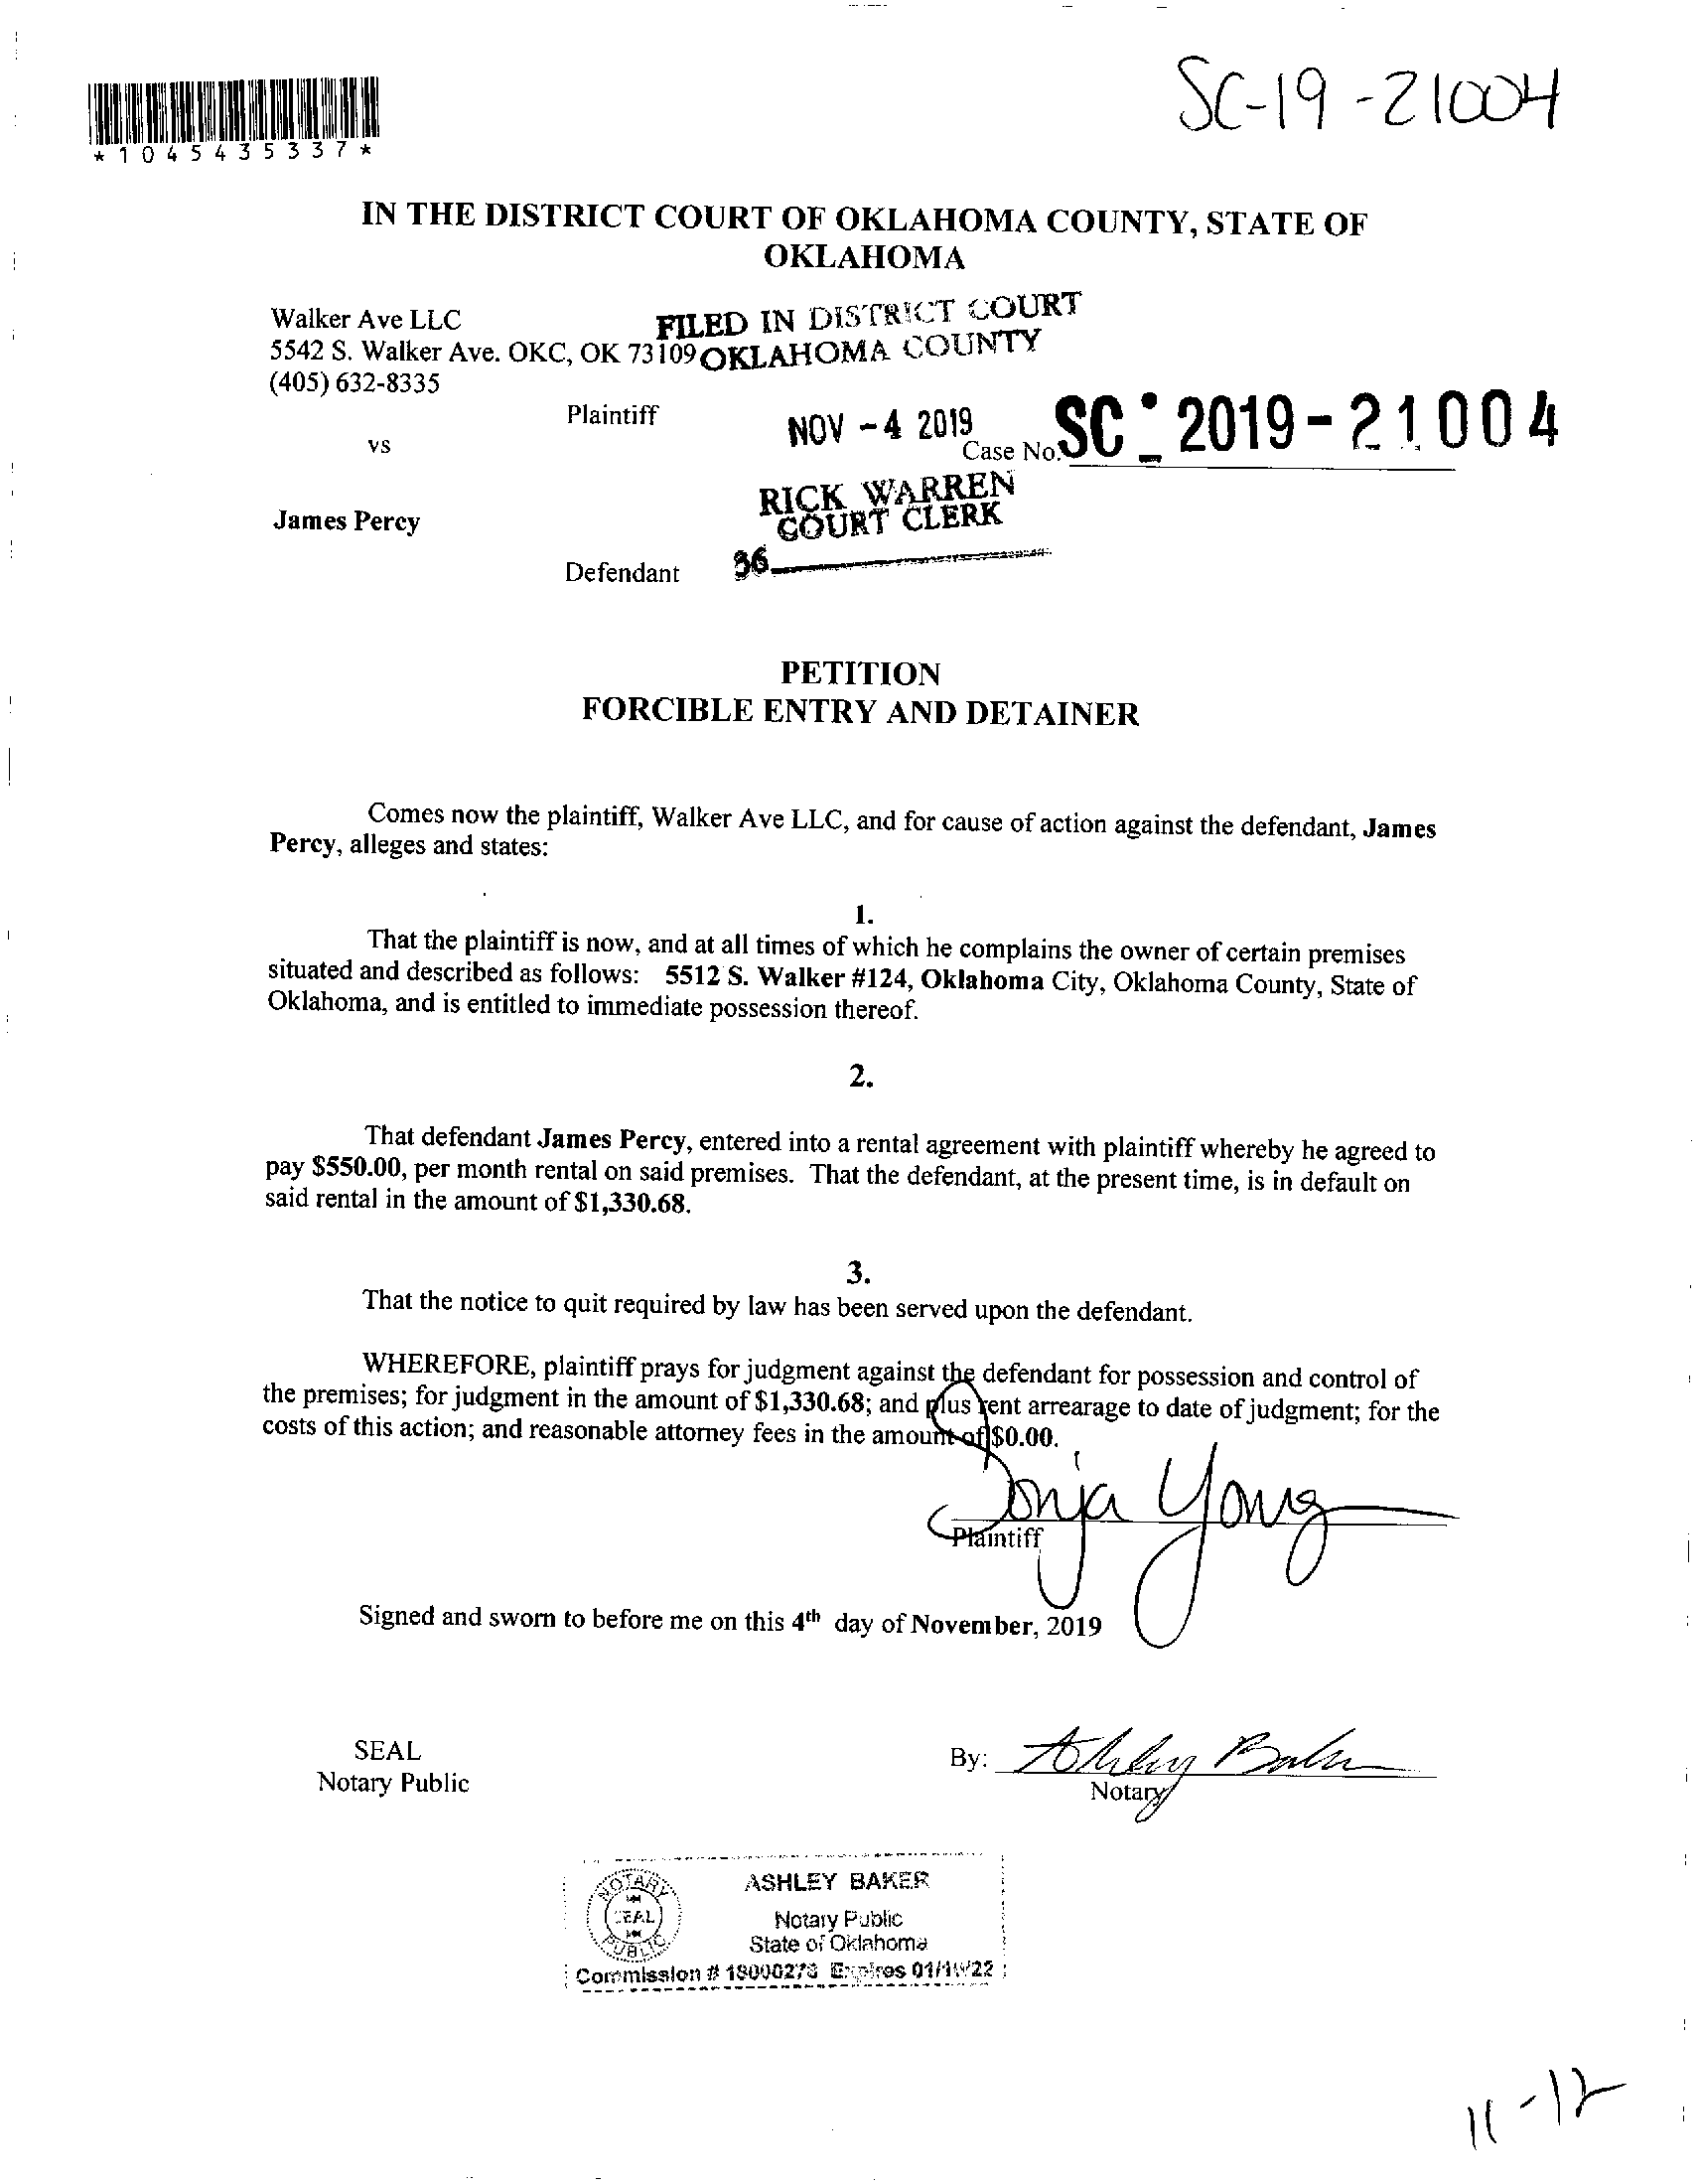 SC-19-21004
*1045435337*
IN THE DISTRICT COURT OF OKLAHOMA COUNTY, STATE OF
OKLAHOMA
Walker Ave LLC
FILED IN DISTRICT COURT
5542 S. Walker Ave. OKC, OK 73109
OKLAHOMA COUNTY
(405) 632-8335
Plaintiff
NOV -4 2019
vs
Case No. SC - 2019-21004
RICK WARREN
COURT CLERK
James Percy
36
Defendant
PETITION
FORCIBLE ENTRY AND DETAINER
Comes now the plaintiff, Walker Ave LLC, and for cause of action against the defendant, James
Percy, alleges and states:
1.
That the plaintiff is now, and at all times of which he complains the owner of certain premises
situated and described as follows: 5512 S. Walker #124, Oklahoma City, Oklahoma County, State of
Oklahoma, and is entitled to immediate possession thereof.
2.
That defendant James Percy, entered into a rental agreement with plaintiff whereby he agreed to
pay $550.00, per month rental on said premises. That the defendant, at the present time, is in default on
said rental in the amount of $1,330.68.
3.
That the notice to quit required by law has been served upon the defendant.
WHEREFORE, plaintiff prays for judgment against the defendant for possession and control of
the premises; for judgment in the amount of $1,330.68; and plus rent arrearage to date of judgment; for the
costs of this action; and reasonable attorney fees in the amount of $0.00.
Sonja Yong
Plaintiff
Signed and sworn to before me on this 4th day of November, 2019
SEAL
By: Ashley Baker
Notary Public
Notary
NOTARY
SEAL
PUBLIC
ASHLEY BAKER
Notary Public
State of Oklahoma
Commission # Expires
11-12